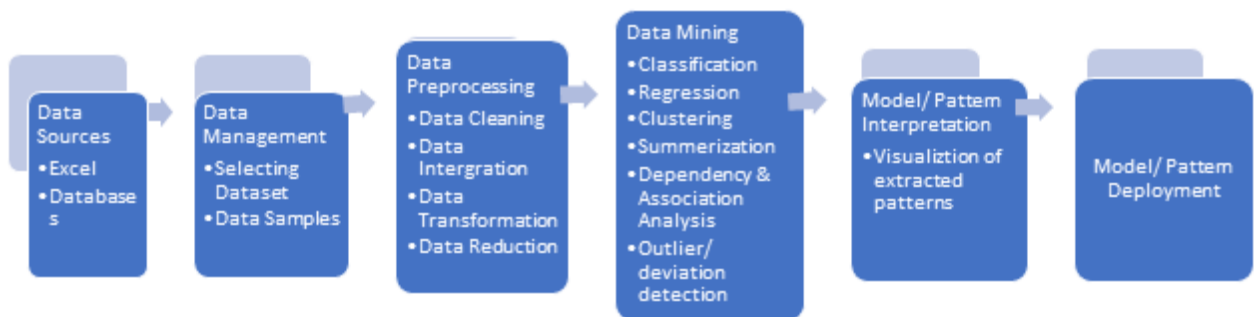 Data
Sources
•Excel
•Database
s
Data
Management
•Selecting
Dataset
•Data Samples
Data
Preprocessing
•Data Cleaning
•Data
Intergration
•Data
Transformation
•Data Reduction
Data Mining
•Classification
•Regression
•Clustering
•Summerization
•Dependency &
Association
Analysis
•Outlier/
deviation
detection
Model/ Pattem
Interpretation
•Visualiztion of
extracted
patterns
Model/ Pattem
Deployment